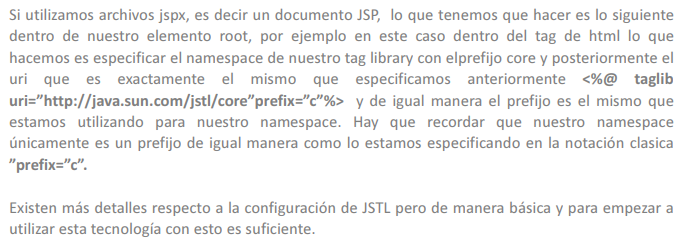 Si utilizamos archivos jspx, es decir un documento JSP, lo que tenemos que hacer es lo siguiente
dentro de nuestro elemento root, por ejemplo en este caso dentro del tag de html lo que
hacemos es especificar el namespace de nuestro tag library con elprefijo core y posteriormente el
uri que es exactamente el mismo que especificamos anteriormente <%@ taglib
uri=”http://java.sun.com/jstl/core”prefix=”c”%> y de igual manera el prefijo es el mismo que
estamos utilizando para nuestro namespace. Hay que recordar que nuestro namespace
únicamente es un prefijo de igual manera como lo estamos especificando en la notación clasica
”prefix=”c”.
Existen más detalles respecto a la configuración de JSTL pero de manera básica y para empezar a
utilizar esta tecnología con esto es suficiente.